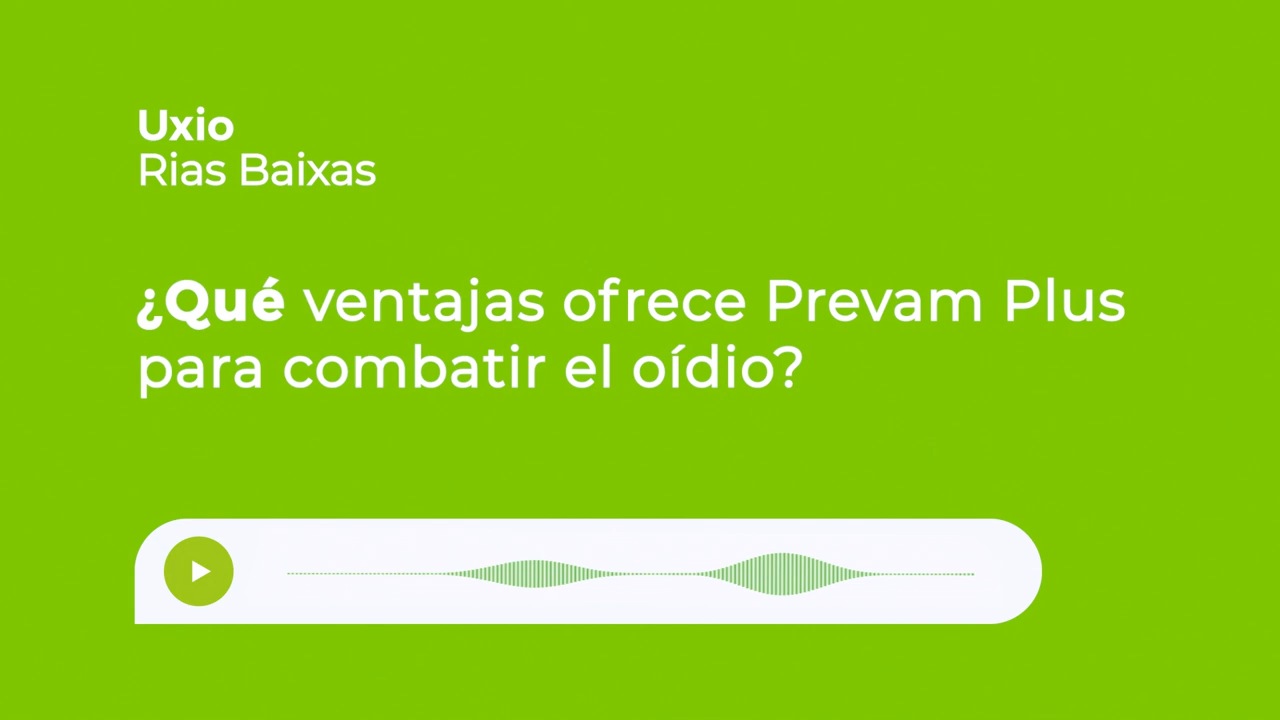 Uxio
Rias Baixas
¿Qué ventajas ofrece Prevam Plus
para combatir el oídio?